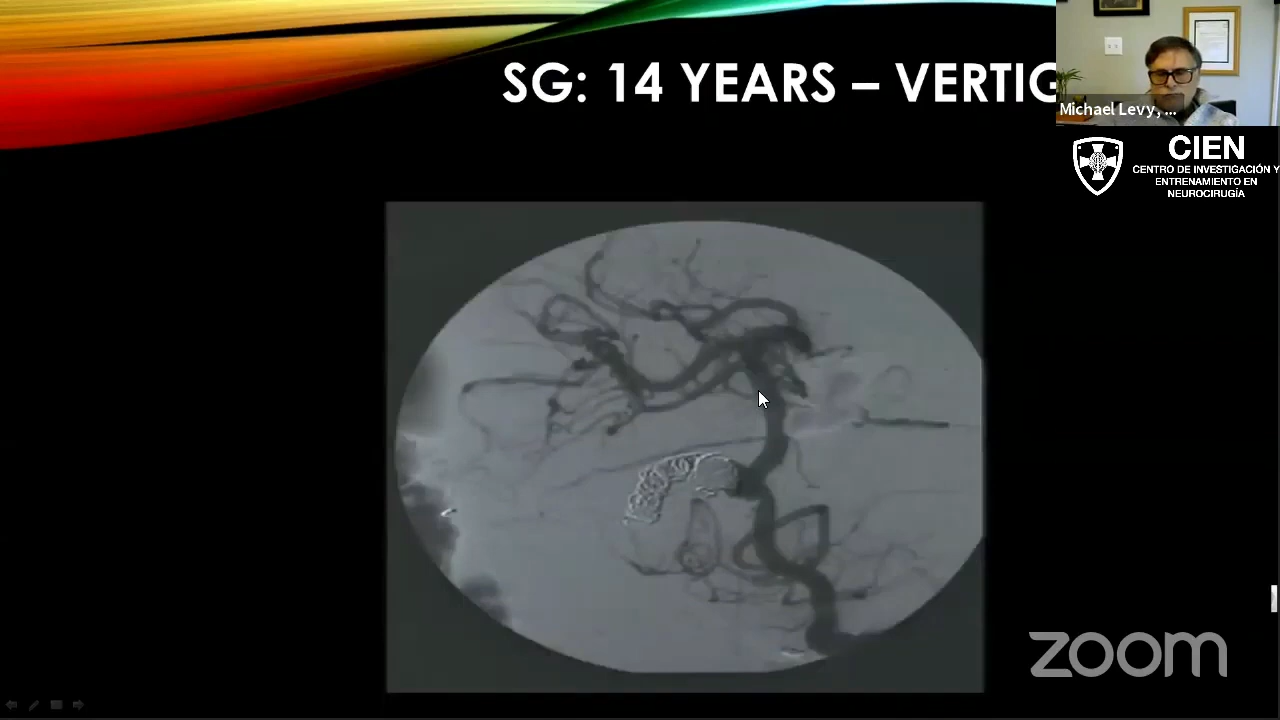 SG: 14 YEARS – VERTIG
Michael Levy, ...
CIEN
CENTRO DE INVESTIGACIÓN Y
ENTRENAMIENTO EN
NEUROCIRUGÍA
zoom